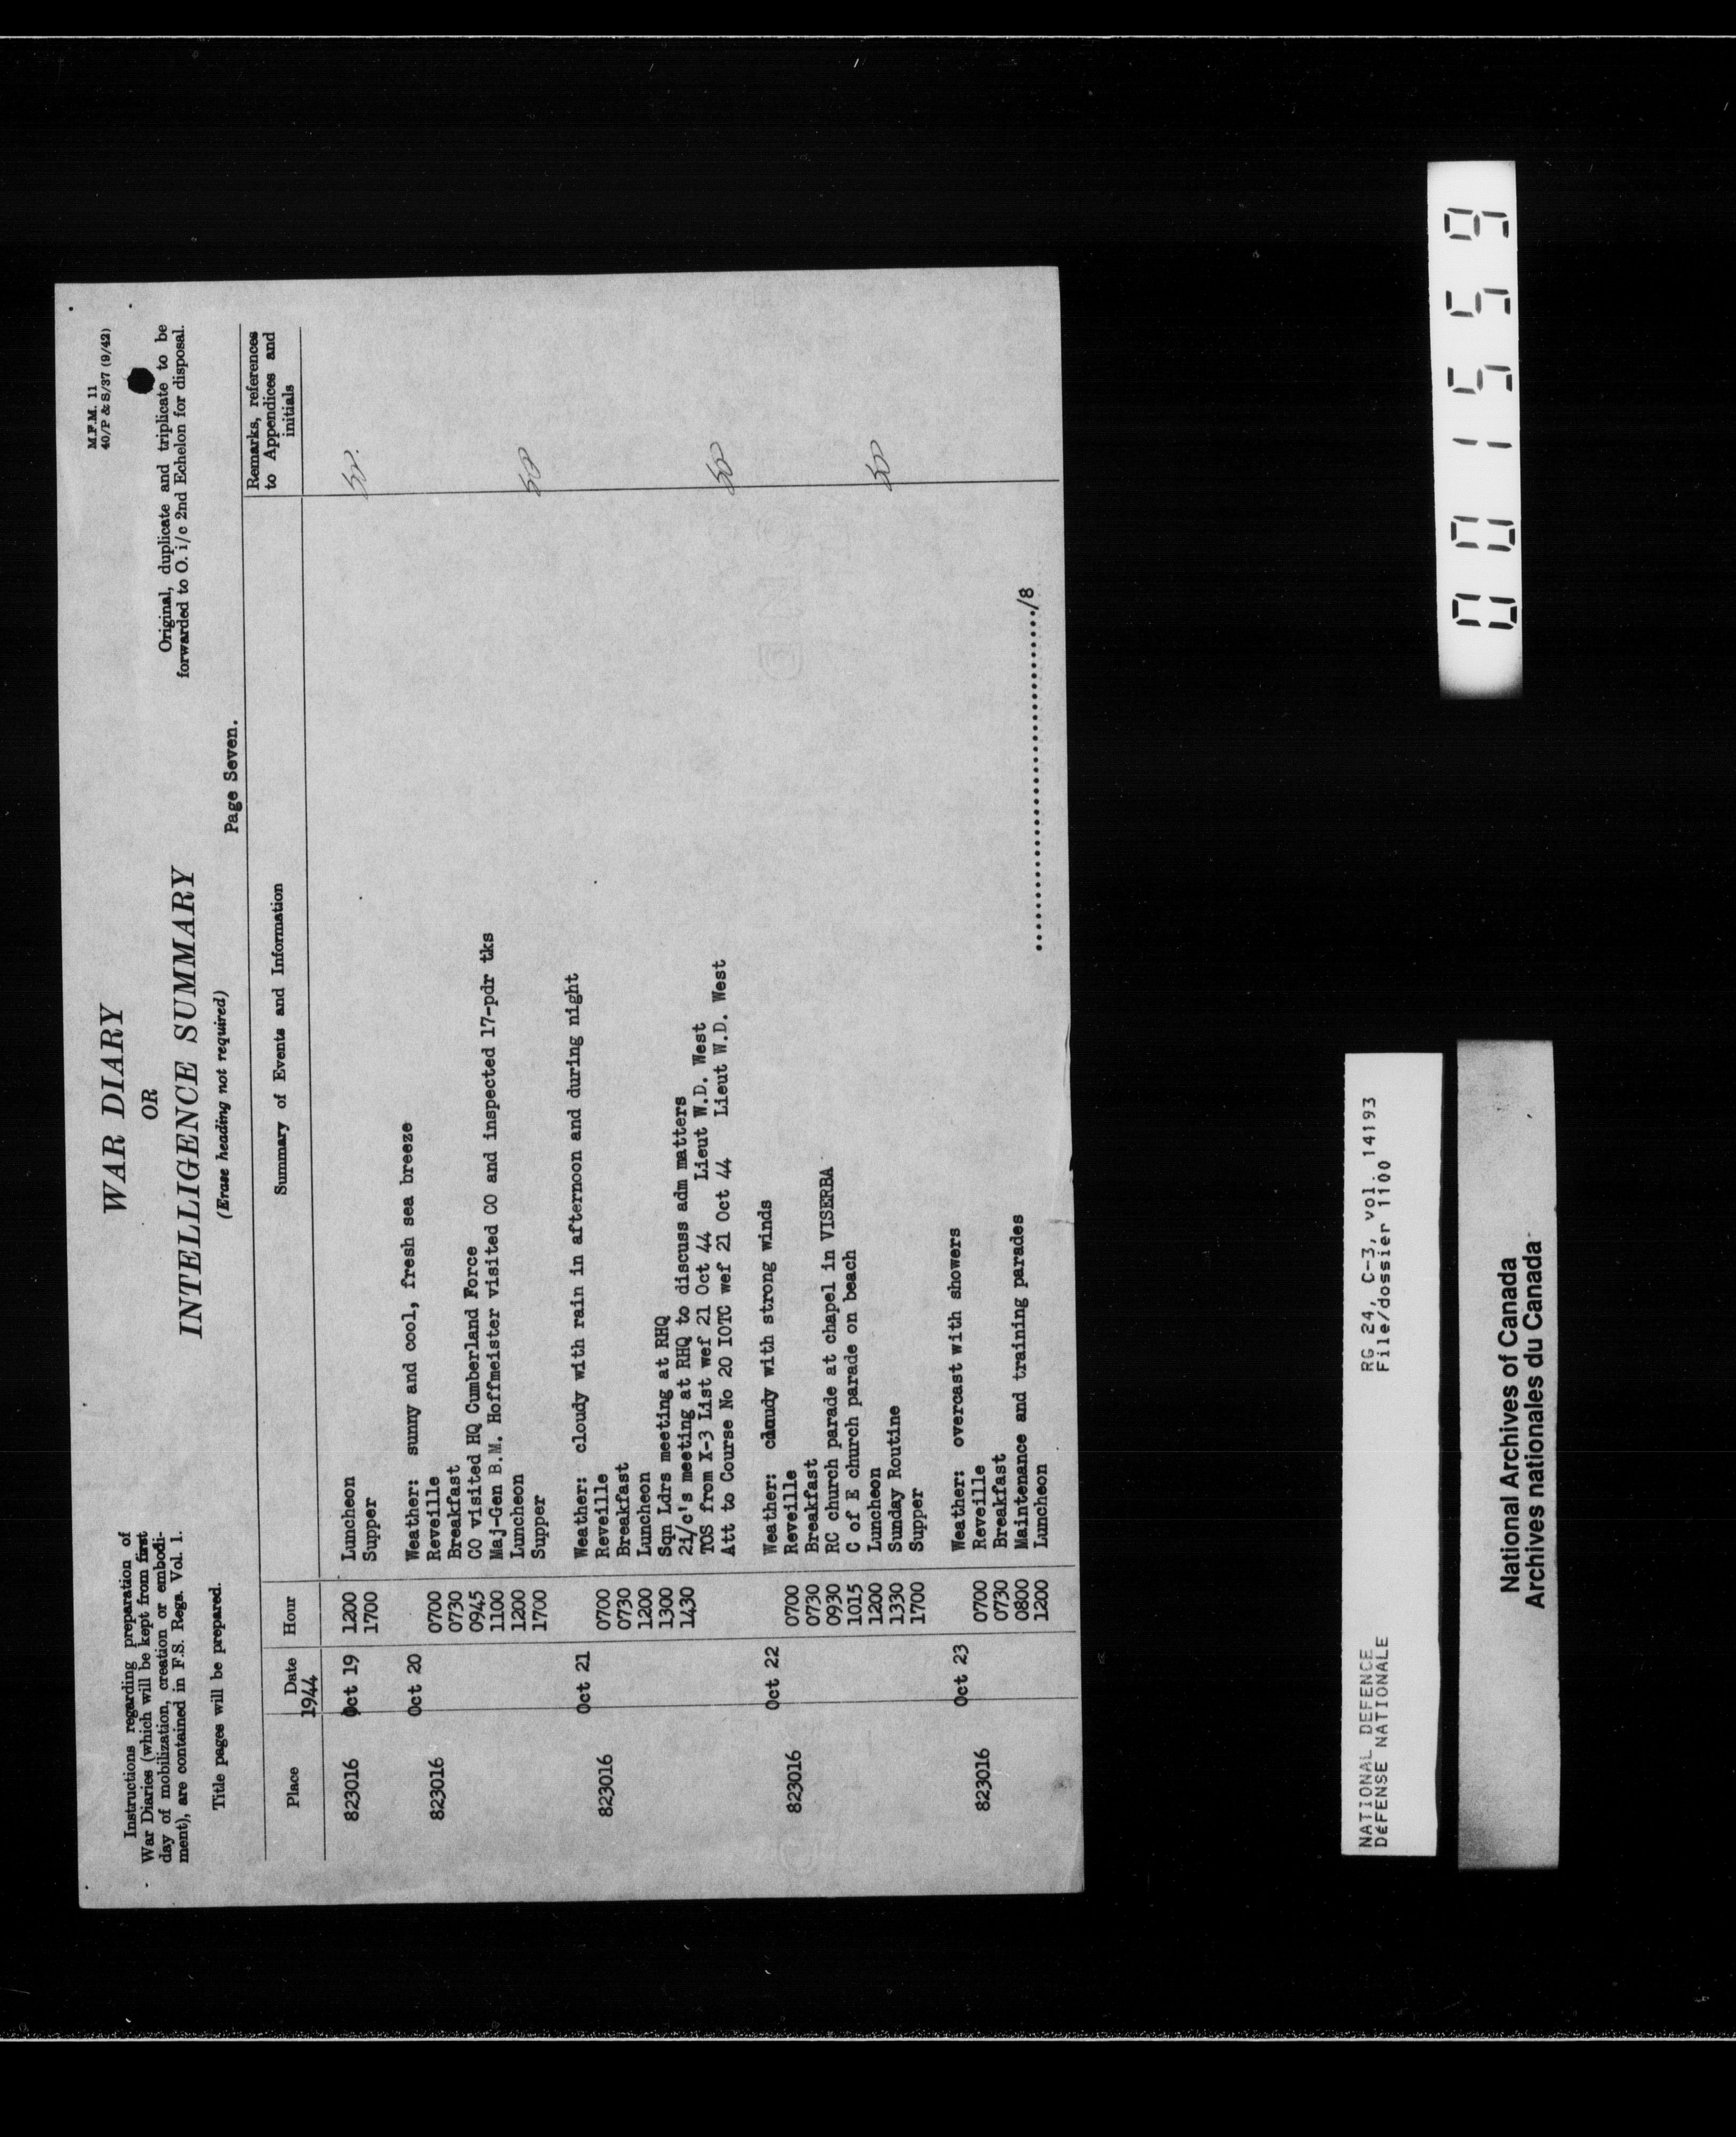 M.F.M. 11
40/P & S/37 (9/42)
Instructions regarding preparation of
War Diaries (which will be kept from first
day of mobilization, creation or embodi-
ment), are contained in F.S. Regs. Vol. 1.
Title pages will be prepared.
WAR DIARY
OR
INTELLIGENCE SUMMARY
(Erase heading not required)
Page Seven.
Original, duplicate and triplicate to be
forwarded to O. i/c 2nd Echelon for disposal.
Place Date Hour Summary of Events and Information Remarks, references
to Appendices and
initials
1944
823016 Oct 19 1200 Luncheon
1700 Supper
Oct 20 Weather: sunny and cool, fresh sea breeze
823016 0700 Reveille
0730 Breakfast
0945 CO visited HQ Cumberland Force
1100 Maj-Gen B.M. Hoffmeister visited CO and inspected 17-pdr tks
1200 Luncheon
1700 Supper
Oct 21 Weather: cloudy with rain in afternoon and during night
823016 0700 Reveille
0730 Breakfast
1200 Luncheon
1300 Sqn Ldrs meeting at RHQ
1430 2i/c's meeting at RHQ to discuss adm matters
TOS from X-3 List wef 21 Oct 44 Lieut W.D. West
Att to Course No 20 IOTC wef 21 Oct 44 Lieut W.D. West
Oct 22 Weather: cloudy with strong winds
823016 0700 Reveille
0730 Breakfast
0930 RC church parade at chapel in VISERBA
1015 C of E church parade on beach
1200 Luncheon
1330 Sunday Routine
1700 Supper
Oct 23 Weather: overcast with showers
823016 0700 Reveille
0730 Breakfast
0800 Maintenance and training parades
1200 Luncheon
......................................../8
NATIONAL DEFENCE RG 24, C-3, vol. 14193
DéFENSE NATIONALE File/dossier 1100
National Archives of Canada
Archives nationales du Canada
001559